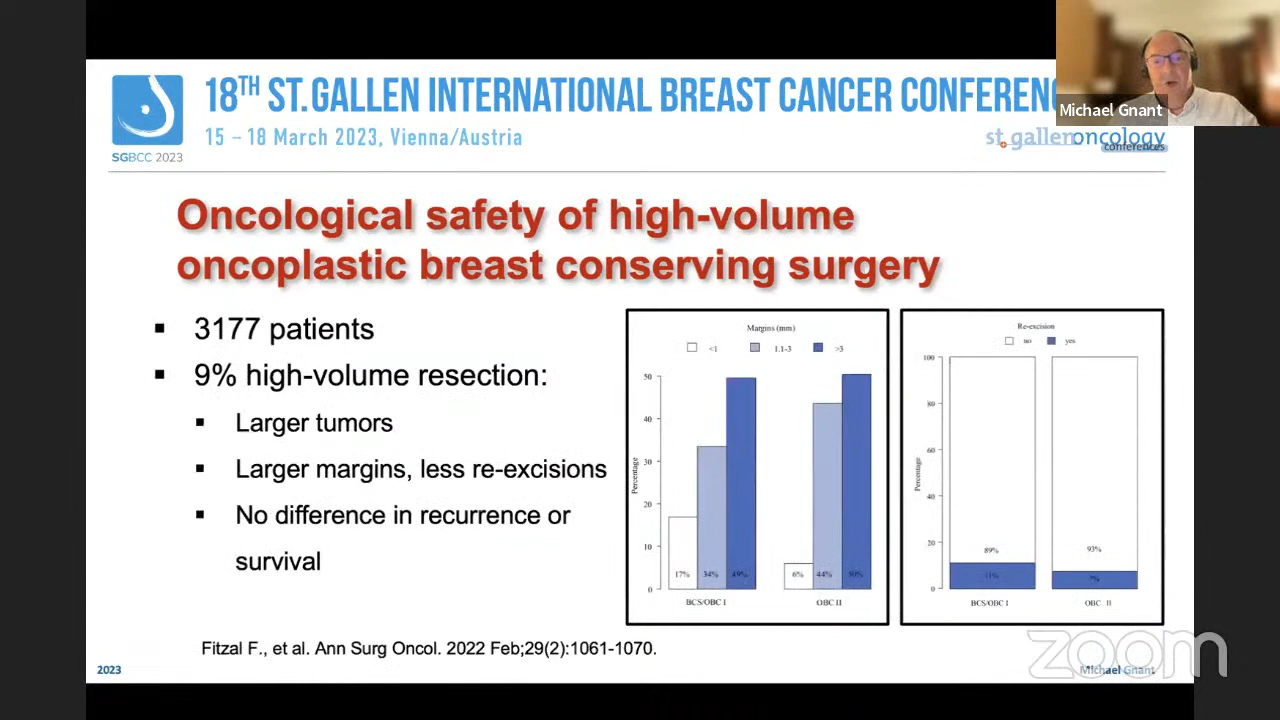 18TH ST.GALLEN INTERNATIONAL BREAST CANCER CONFEREN
Michael Gnant
15 – 18 March 2023, Vienna/Austria
st.gallenoncology
conferences
SGBCC 2023
Oncological safety of high-volume
oncoplastic breast conserving surgery
▪ 3177 patients
▪ 9% high-volume resection:
▪ Larger tumors
▪ Larger margins, less re-excisions
▪ No difference in recurrence or
survival
Margins (mm)
<1 1.1-3 >3
Percentage
50
40
30
20
10
0
17% 34% 49% 6% 44% 50%
BCS/OBC I OBC II
Re-excision
no yes
Percentage
100
80
60
40
20
0
89% 93%
11% 7%
BCS/OBC I OBC II
Fitzal F., et al. Ann Surg Oncol. 2022 Feb;29(2):1061-1070.
2023
Michael Gnant
zoom